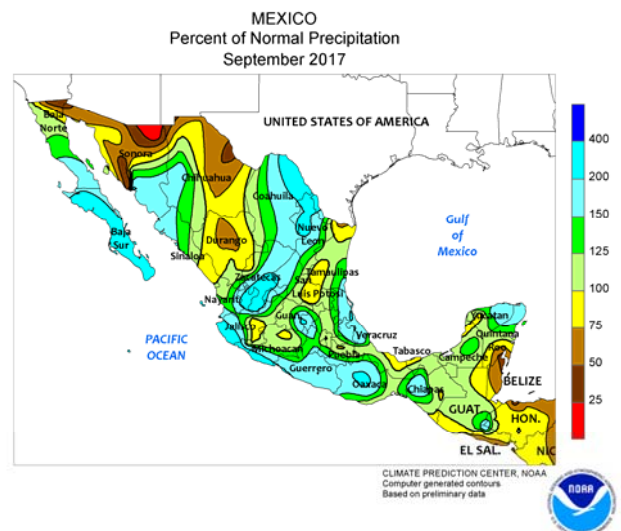 MEXICO
Percent of Normal Precipitation
September 2017
UNITED STATES OF AMERICA
Baja
Norte
Sonora
Chihuahua
Coahuila
Baja
Sur
Nuevo
Leon
Durango
Sinaloa
Tamaulipas
Zacatecas
San
Luis Potosi
Nayarit
Jalisco
Guan.
Michoacan
Veracruz
Puebla
Guerrero
Oaxaca
Tabasco
Chiapas
Campeche
Yucatan
Quintana
Roo
BELIZE
GUAT
HON.
EL SAL.
NIC
Gulf
of
Mexico
PACIFIC
OCEAN
400
200
150
125
100
75
50
25
CLIMATE PREDICTION CENTER, NOAA
Computer generated contours
Based on preliminary data
NOAA